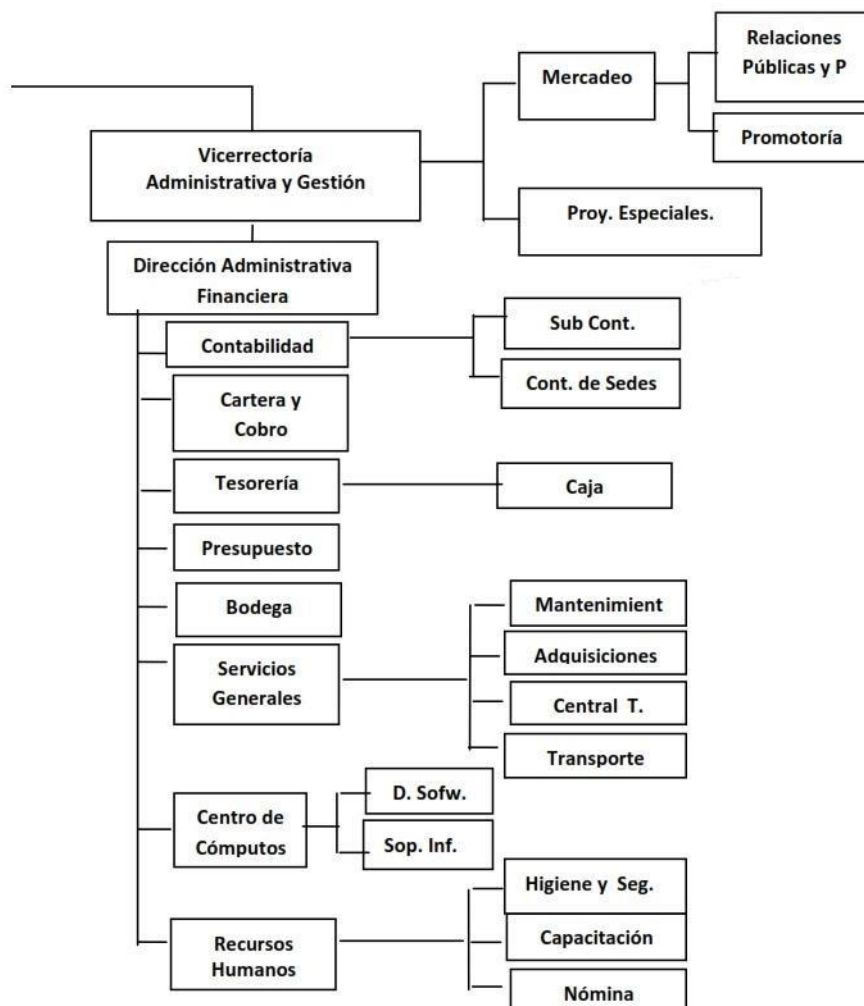 Relaciones
Públicas y P
Mercadeo
Promotoría
Vicerrectoría
Administrativa y Gestión
Proy. Especiales.
Dirección Administrativa
Financiera
Contabilidad
Sub Cont.
Cont. de Sedes
Cartera y
Cobro
Tesorería
Caja
Presupuesto
Bodega
Servicios
Generales
Mantenimient
Adquisiciones
Central T.
Transporte
Centro de
Cómputos
D. Sofw.
Sop. Inf.
Recursos
Humanos
Higiene y Seg.
Capacitación
Nómina